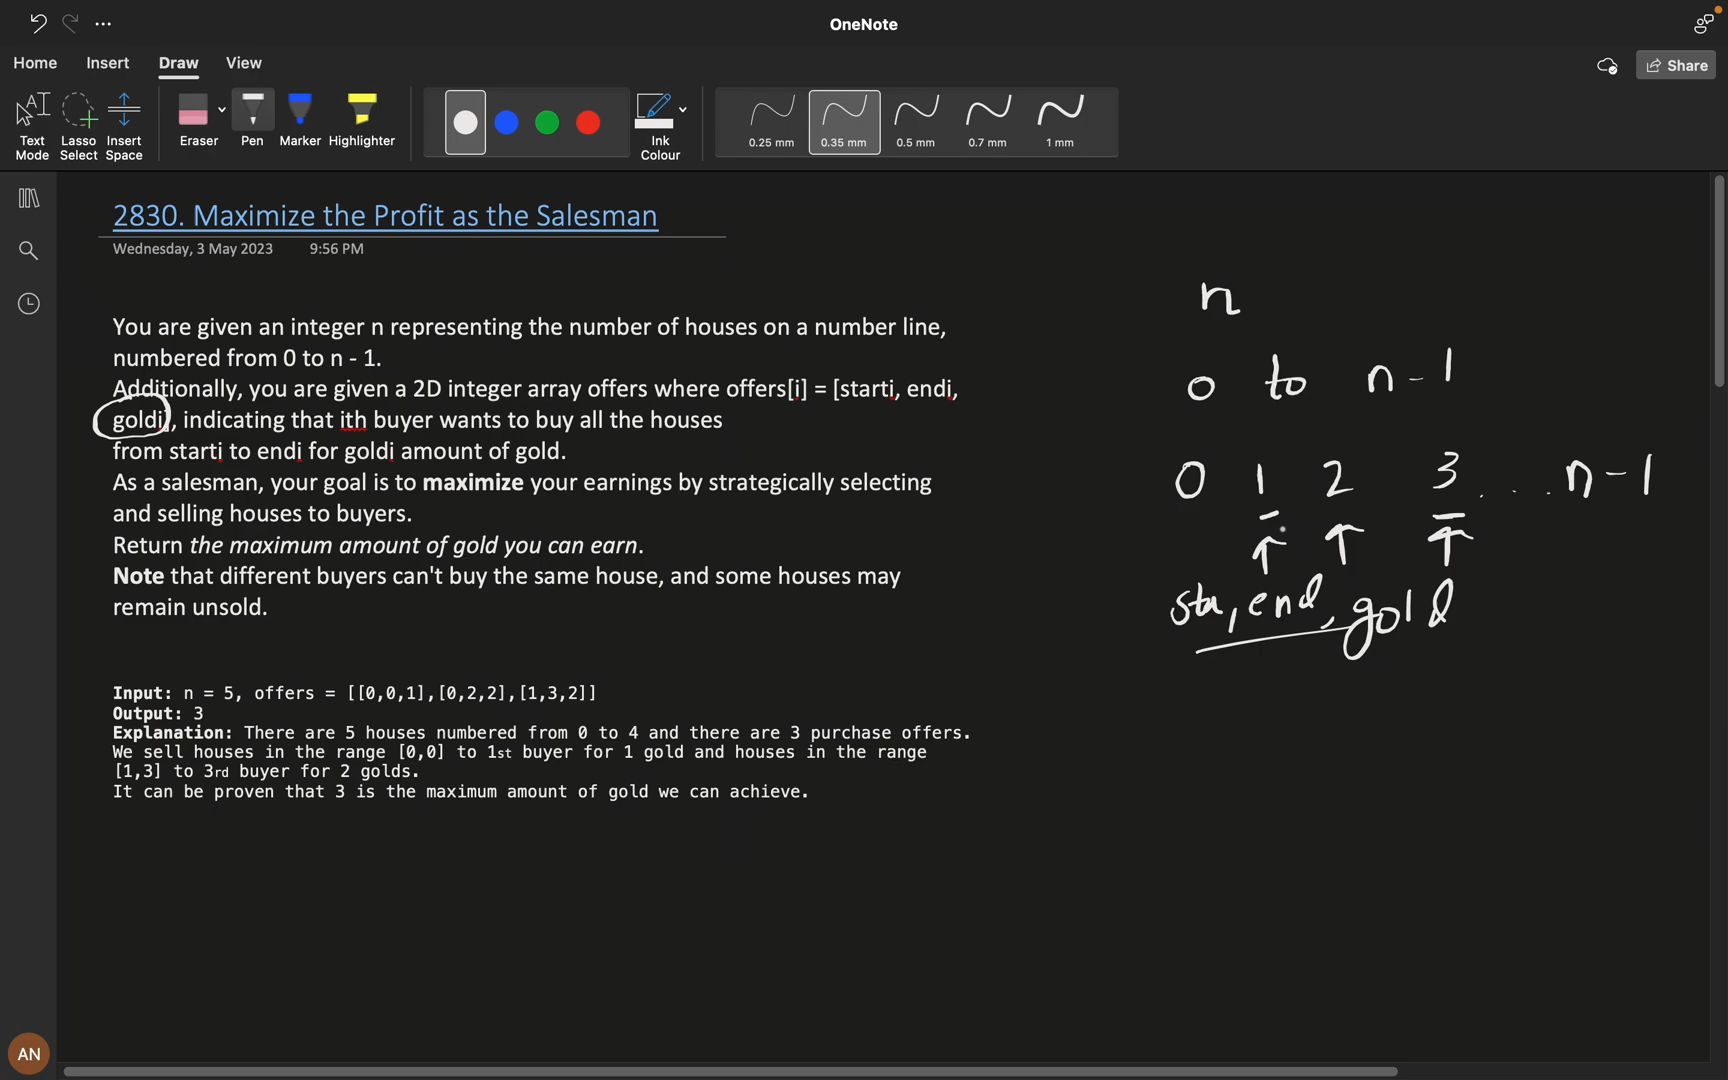 OneNote
Home Insert Draw View
Share
Text Mode
Lasso Select
Insert Space
Eraser
Pen
Marker
Highlighter
Ink Colour
0.25 mm
0.35 mm
0.5 mm
0.7 mm
1 mm
2830. Maximize the Profit as the Salesman
Wednesday, 3 May 2023 9:56 PM
You are given an integer n representing the number of houses on a number line,
numbered from 0 to n - 1.
Additionally, you are given a 2D integer array offers where offers[i] = [starti, endi,
goldi], indicating that ith buyer wants to buy all the houses
from starti to endi for goldi amount of gold.
As a salesman, your goal is to maximize your earnings by strategically selecting
and selling houses to buyers.
Return the maximum amount of gold you can earn.
Note that different buyers can't buy the same house, and some houses may
remain unsold.
Input: n = 5, offers = [[0,0,1],[0,2,2],[1,3,2]]
Output: 3
Explanation: There are 5 houses numbered from 0 to 4 and there are 3 purchase offers.
We sell houses in the range [0,0] to 1st buyer for 1 gold and houses in the range
[1,3] to 3rd buyer for 2 golds.
It can be proven that 3 is the maximum amount of gold we can achieve.
n
0 to n-1
0 1 2 3 . . . . n-1
sta, end, gold
AN